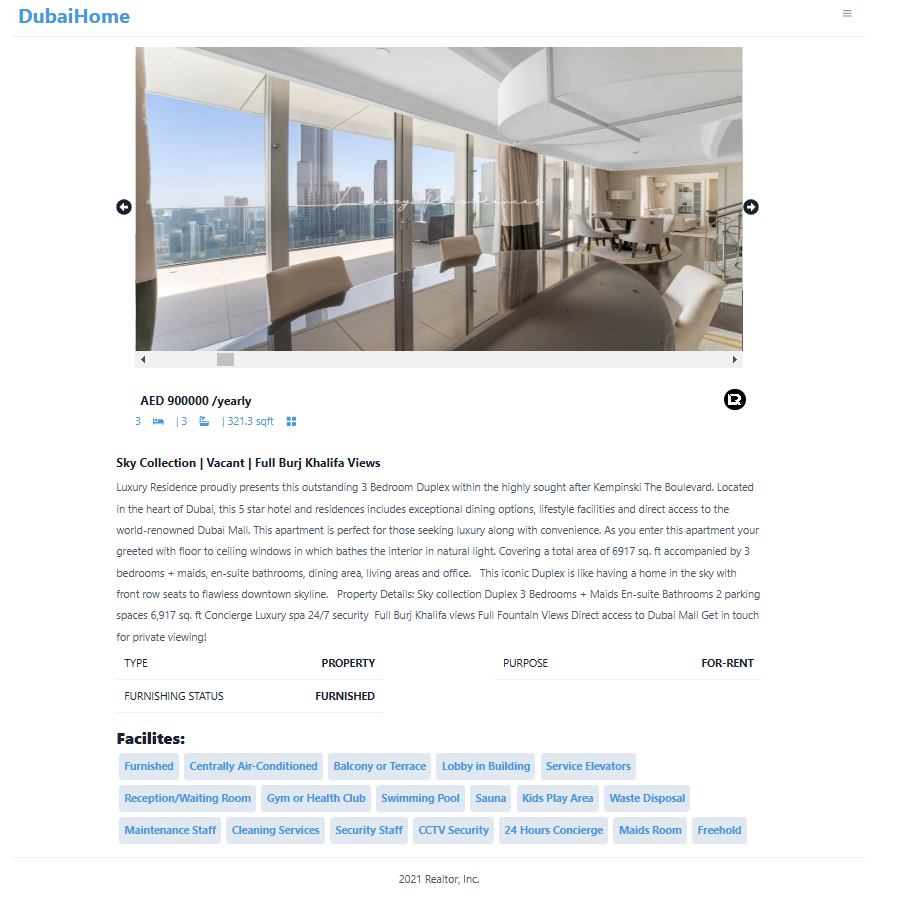 DubaiHome
Luxury Residences
AED 900000 /yearly
3 | 3 | 321.3 sqft
Sky Collection | Vacant | Full Burj Khalifa Views
Luxury Residence proudly presents this outstanding 3 Bedroom Duplex within the highly sought after Kempinski The Boulevard. Located
in the heart of Dubai, this 5 star hotel and residences includes exceptional dining options, lifestyle facilities and direct access to the
world-renowned Dubai Mall. This apartment is perfect for those seeking luxury along with convenience. As you enter this apartment your
greeted with floor to ceiling windows in which bathes the interior in natural light. Covering a total area of 6917 sq. ft accompanied by 3
bedrooms + maids, en-suite bathrooms, dining area, living areas and office. This iconic Duplex is like having a home in the sky with
front row seats to flawless downtown skyline. Property Details: Sky collection Duplex 3 Bedrooms + Maids En-suite Bathrooms 2 parking
spaces 6,917 sq. ft Concierge Luxury spa 24/7 security Full Burj Khalifa views Full Fountain Views Direct access to Dubai Mall Get in touch
for private viewing!
TYPE PROPERTY PURPOSE FOR-RENT
FURNISHING STATUS FURNISHED
Facilites:
Furnished Centrally Air-Conditioned Balcony or Terrace Lobby in Building Service Elevators
Reception/Waiting Room Gym or Health Club Swimming Pool Sauna Kids Play Area Waste Disposal
Maintenance Staff Cleaning Services Security Staff CCTV Security 24 Hours Concierge Maids Room Freehold
2021 Realtor, Inc.